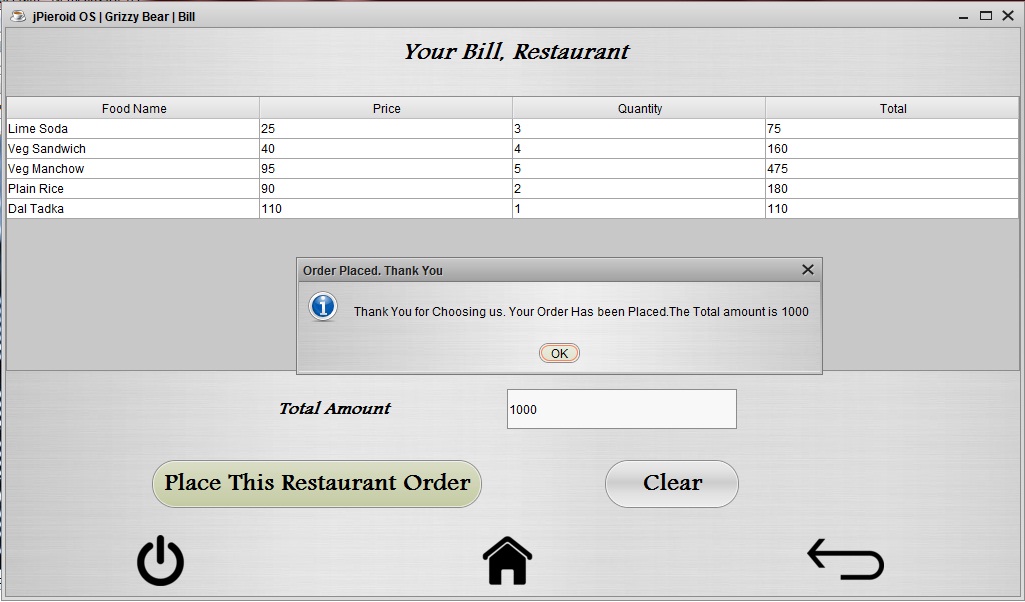 jPieroid OS | Grizzy Bear | Bill
Your Bill, Restaurant
Food Name Price Quantity Total
Lime Soda 25 3 75
Veg Sandwich 40 4 160
Veg Manchow 95 5 475
Plain Rice 90 2 180
Dal Tadka 110 1 110
Order Placed. Thank You
Thank You for Choosing us. Your Order Has been Placed.The Total amount is 1000
OK
Total Amount 1000
Place This Restaurant Order Clear